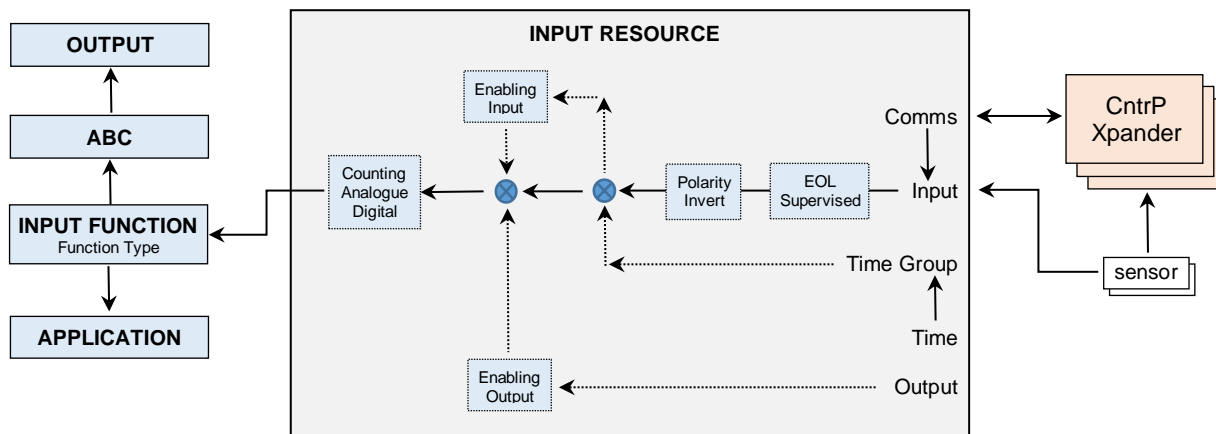 OUTPUT
ABC
INPUT FUNCTION
Function Type
APPLICATION
INPUT RESOURCE
Enabling
Input
Counting
Analogue
Digital
Polarity
Invert
EOL
Supervised
Enabling
Output
Comms
Input
Time Group
Time
Output
CntrP
Xpander
sensor